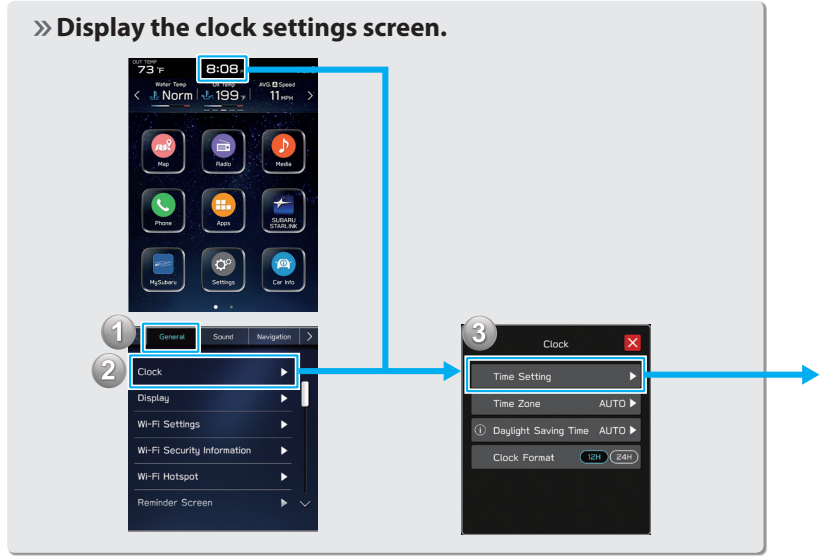 » Display the clock settings screen.
OUT TEMP
73 °F
8:08
Water Temp
Norm
Oil Temp
199 °F
AVG. A Speed
11 MPH
Map
Radio
Media
Phone
Apps
SUBARU
STARLINK
MySubaru
Settings
Car Info
1
General
Sound
Navigation
2
Clock
Display
Wi-Fi Settings
Wi-Fi Security Information
Wi-Fi Hotspot
Reminder Screen
3
Clock
Time Setting
Time Zone AUTO
Daylight Saving Time AUTO
Clock Format 12H 24H